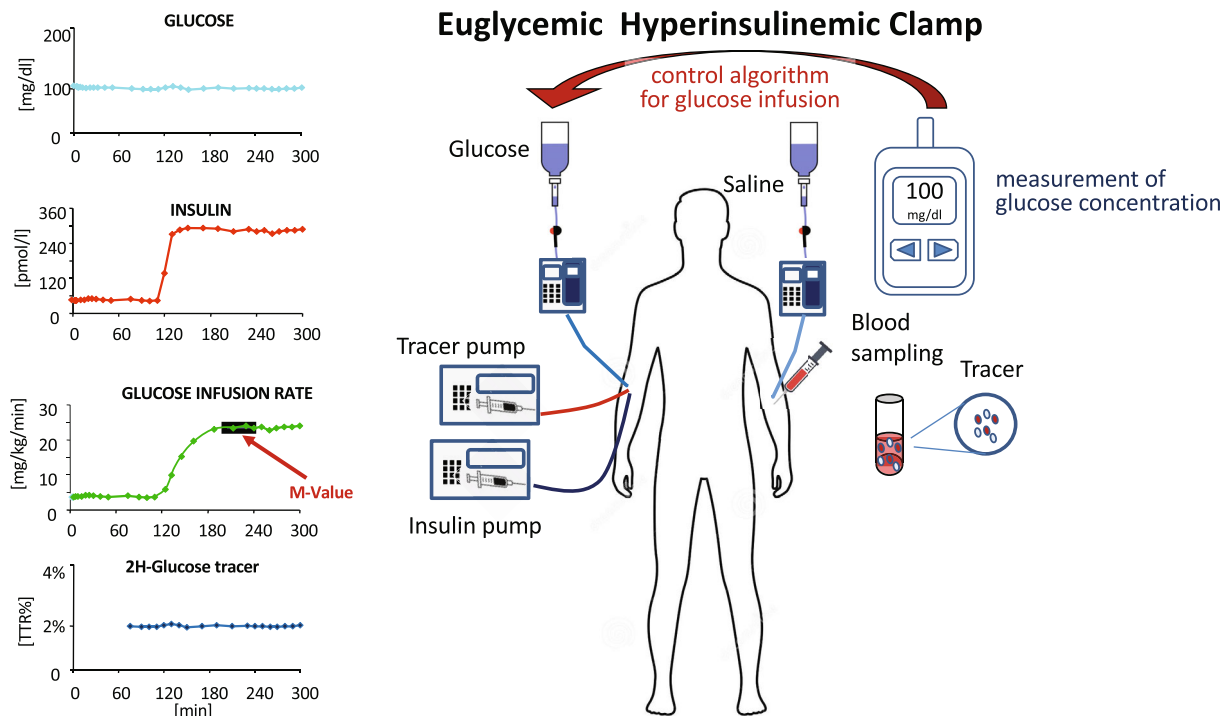 GLUCOSE
[mg/dl]
200
100
0
0 60 120 180 240 300
INSULIN
[pmol/l]
360
240
120
0
0 60 120 180 240 300
GLUCOSE INFUSION RATE
[mg/kg/min]
30
20
10
0
M-Value
0 60 120 180 240 300
2H-Glucose tracer
[TTR%]
4%
2%
0
0 60 120 180 240 300
[min]
Euglycemic Hyperinsulinemic Clamp
control algorithm
for glucose infusion
Glucose
Saline
100
mg/dl
measurement of
glucose concentration
Tracer pump
Insulin pump
Blood
sampling
Tracer